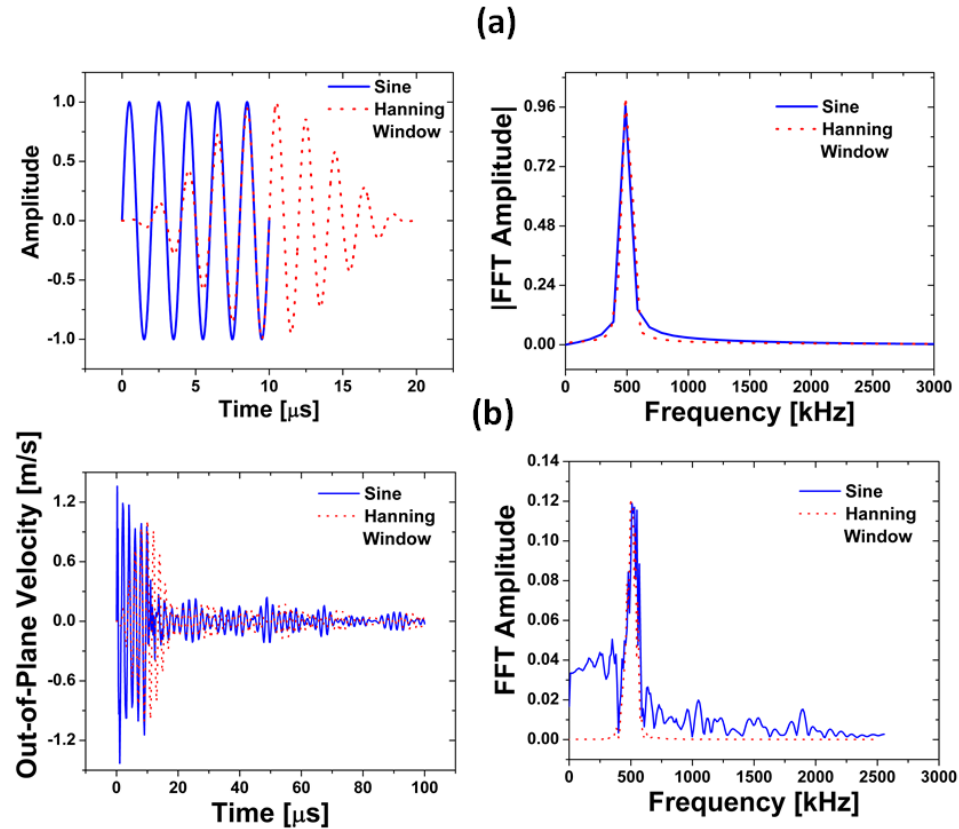 (a)
Sine
Hanning
Window
1.0
0.5
0.0
-0.5
-1.0
Amplitude
0
5
10
15
20
Time [μs]
Sine
Hanning
Window
0.96
0.72
0.48
0.24
0.00
|FFT Amplitude|
0
500
1000
1500
2000
2500
3000
Frequency [kHz]
(b)
Sine
Hanning
Window
1.2
0.6
0.0
-0.6
-1.2
Out-of-Plane Velocity [m/s]
0
20
40
60
80
100
Time [μs]
Sine
Hanning
Window
0.14
0.12
0.10
0.08
0.06
0.04
0.02
0.00
FFT Amplitude
0
500
1000
1500
2000
2500
3000
Frequency [kHz]